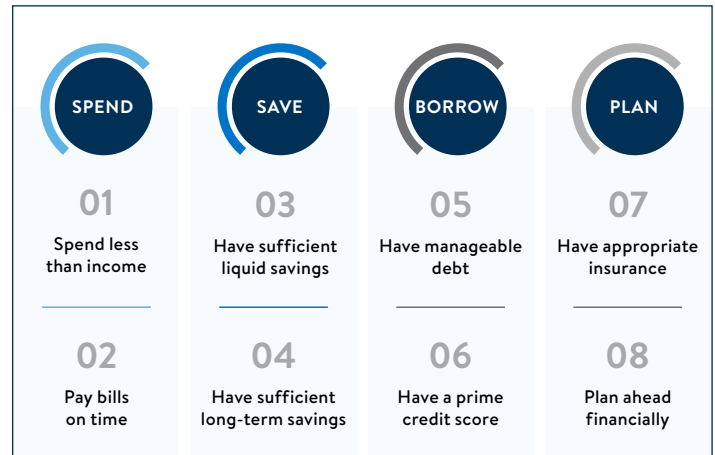 SPEND
SAVE
BORROW
PLAN
01
Spend less
than income
03
Have sufficient
liquid savings
05
Have manageable
debt
07
Have appropriate
insurance
02
Pay bills
on time
04
Have sufficient
long-term savings
06
Have a prime
credit score
08
Plan ahead
financially